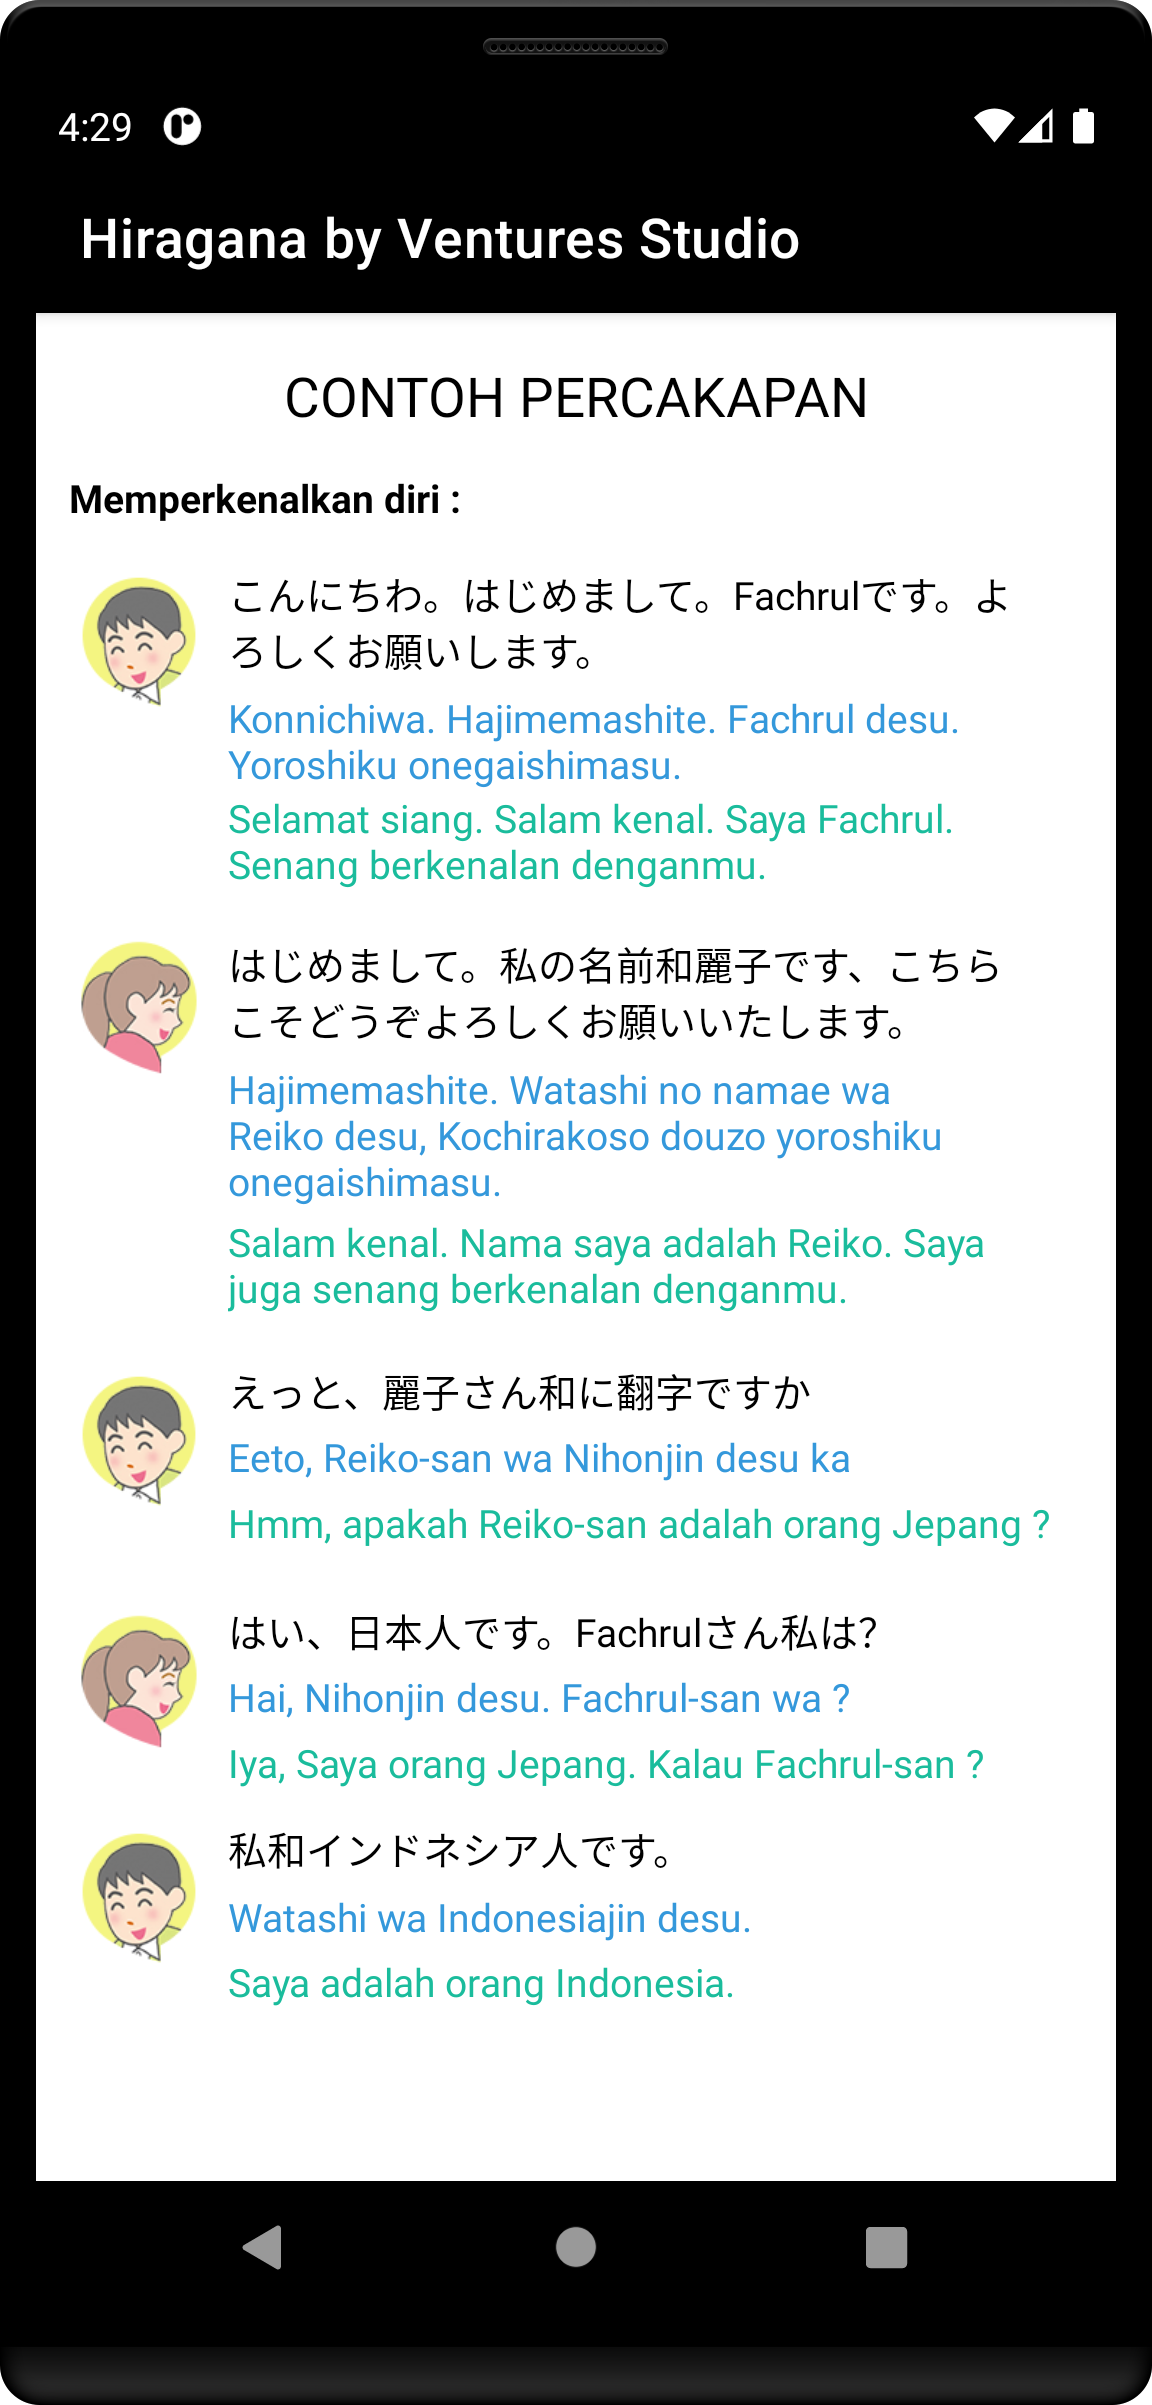 4:29
Hiragana by Ventures Studio
CONTOH PERCAKAPAN
Memperkenalkan diri :
こんにちわ。はじめまして。Fachrulです。よ
ろしくお願いします。
Konnichiwa. Hajimemashite. Fachrul desu.
Yoroshiku onegaishimasu.
Selamat siang. Salam kenal. Saya Fachrul.
Senang berkenalan denganmu.
はじめまして。私の名前和麗子です、こちら
こそどうぞよろしくお願いいたします。
Hajimemashite. Watashi no namae wa
Reiko desu, Kochirakoso douzo yoroshiku
onegaishimasu.
Salam kenal. Nama saya adalah Reiko. Saya
juga senang berkenalan denganmu.
えっと、麗子さん和に翻字ですか
Eeto, Reiko-san wa Nihonjin desu ka
Hmm, apakah Reiko-san adalah orang Jepang ?
はい、日本人です。Fachrulさん私は?
Hai, Nihonjin desu. Fachrul-san wa ?
Iya, Saya orang Jepang. Kalau Fachrul-san ?
私和インドネシア人です。
Watashi wa Indonesiajin desu.
Saya adalah orang Indonesia.